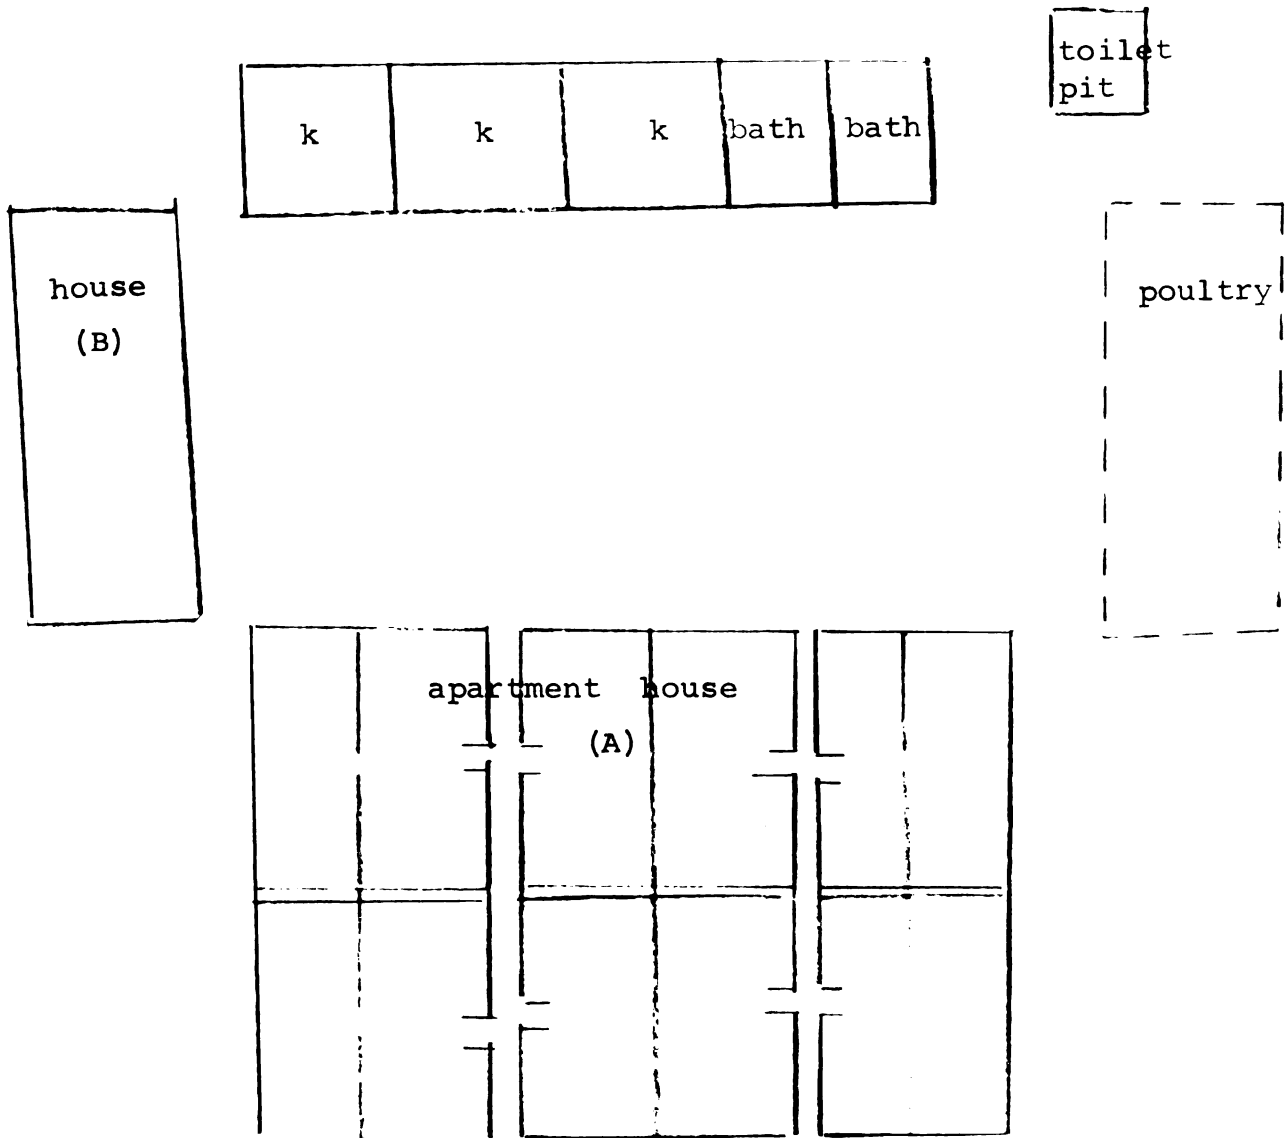 toilet
pit
k k k bath bath
house
(B)
poultry
apartment house
(A)